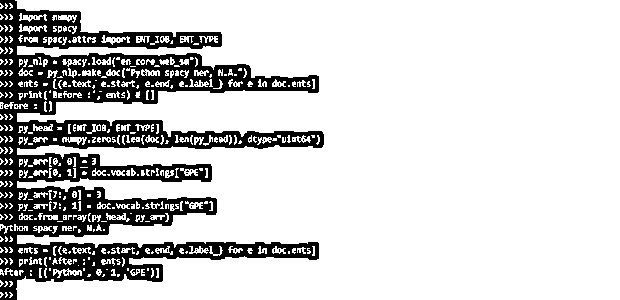 >>>
>>> import numpy
>>> import spacy
>>> from spacy.attrs import ENT_IOB, ENT_TYPE
>>>
>>> py_nlp = spacy.load("en_core_web_sm")
>>> doc = py_nlp.make_doc("Python spacy ner, N.A.")
>>> ents = [(e.text, e.start, e.end, e.label_) for e in doc.ents]
>>> print('Before :', ents) # []
Before : []
>>>
>>> py_head = [ENT_IOB, ENT_TYPE]
>>> py_arr = numpy.zeros((len(doc), len(py_head)), dtype="uint64")
>>>
>>> py_arr[0, 0] = 3
>>> py_arr[0, 1] = doc.vocab.strings["GPE"]
>>>
>>> py_arr[7:, 0] = 3
>>> py_arr[7:, 1] = doc.vocab.strings["GPE"]
>>> doc.from_array(py_head, py_arr)
Python spacy ner, N.A.
>>>
>>> ents = [(e.text, e.start, e.end, e.label_) for e in doc.ents]
>>> print('After :', ents)
After : [('Python', 0, 1, 'GPE')]
>>>
>>>